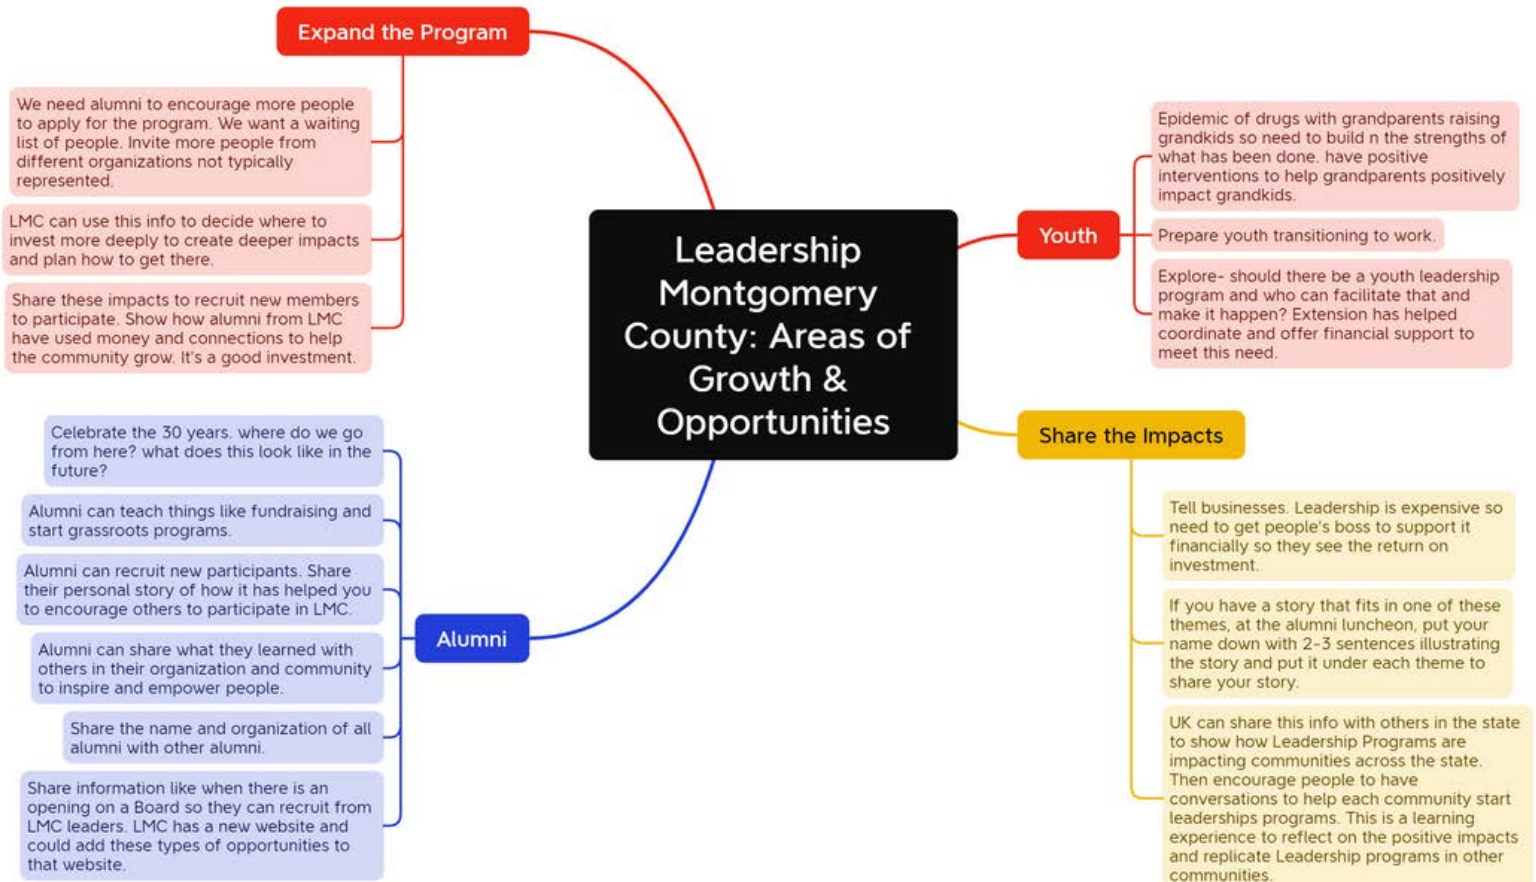 Expand the Program
We need alumni to encourage more people
to apply for the program. We want a waiting
list of people. Invite more people from
different organizations not typically
represented.
LMC can use this info to decide where to
invest more deeply to create deeper impacts
and plan how to get there.
Share these impacts to recruit new members
to participate. Show how alumni from LMC
have used money and connections to help
the community grow. It's a good investment.
Leadership
Montgomery
County: Areas of
Growth &
Opportunities
Youth
Epidemic of drugs with grandparents raising
grandkids so need to build n the strengths of
what has been done. have positive
interventions to help grandparents positively
impact grandkids.
Prepare youth transitioning to work.
Explore- should there be a youth leadership
program and who can facilitate that and
make it happen? Extension has helped
coordinate and offer financial support to
meet this need.
Share the Impacts
Tell businesses. Leadership is expensive so
need to get people's boss to support it
financially so they see the return on
investment.
If you have a story that fits in one of these
themes, at the alumni luncheon, put your
name down with 2-3 sentences illustrating
the story and put it under each theme to
share your story.
UK can share this info with others in the state
to show how Leadership Programs are
impacting communities across the state.
Then encourage people to have
conversations to help each community start
leaderships programs. This is a learning
experience to reflect on the positive impacts
and replicate Leadership programs in other
communities.
Alumni
Celebrate the 30 years. where do we go
from here? what does this look like in the
future?
Alumni can teach things like fundraising and
start grassroots programs.
Alumni can recruit new participants. Share
their personal story of how it has helped you
to encourage others to participate in LMC.
Alumni can share what they learned with
others in their organization and community
to inspire and empower people.
Share the name and organization of all
alumni with other alumni.
Share information like when there is an
opening on a Board so they can recruit from
LMC leaders. LMC has a new website and
could add these types of opportunities to
that website.